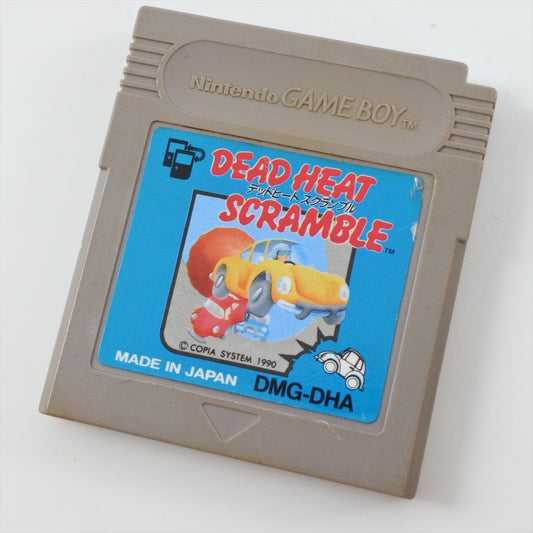 Nintendo GAME BOY™
DEAD HEAT
デッドヒート スクランブル
SCRAMBLE™
© COPIA SYSTEM 1990
MADE IN JAPAN
DMG-DHA